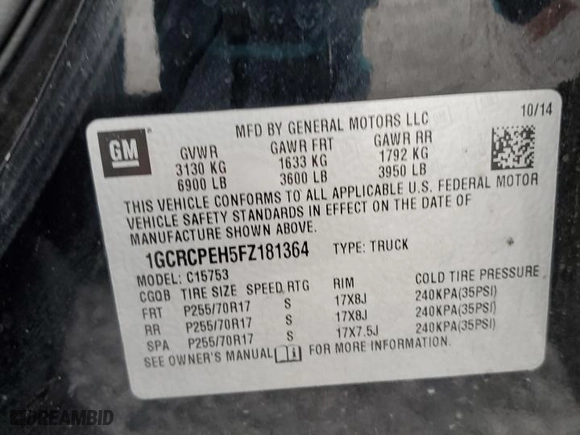 MFD BY GENERAL MOTORS LLC 10/14
GM
GVWR GAWR FRT GAWR RR
3130 KG 1633 KG 1792 KG
6900 LB 3600 LB 3950 LB
THIS VEHICLE CONFORMS TO ALL APPLICABLE U.S. FEDERAL MOTOR
VEHICLE SAFETY STANDARDS IN EFFECT ON THE DATE OF
MANUFACTURE SHOWN ABOVE.
1GCRCPEH5FZ181364 TYPE: TRUCK
MODEL: C15753
CGQB TIRE SIZE SPEED RTG RIM COLD TIRE PRESSURE
FRT P255/70R17 S 17X8J 240KPA(35PSI)
RR P255/70R17 S 17X8J 240KPA(35PSI)
SPA P255/70R17 S 17X7.5J 240KPA(35PSI)
SEE OWNER'S MANUAL FOR MORE INFORMATION.
DREAMBID